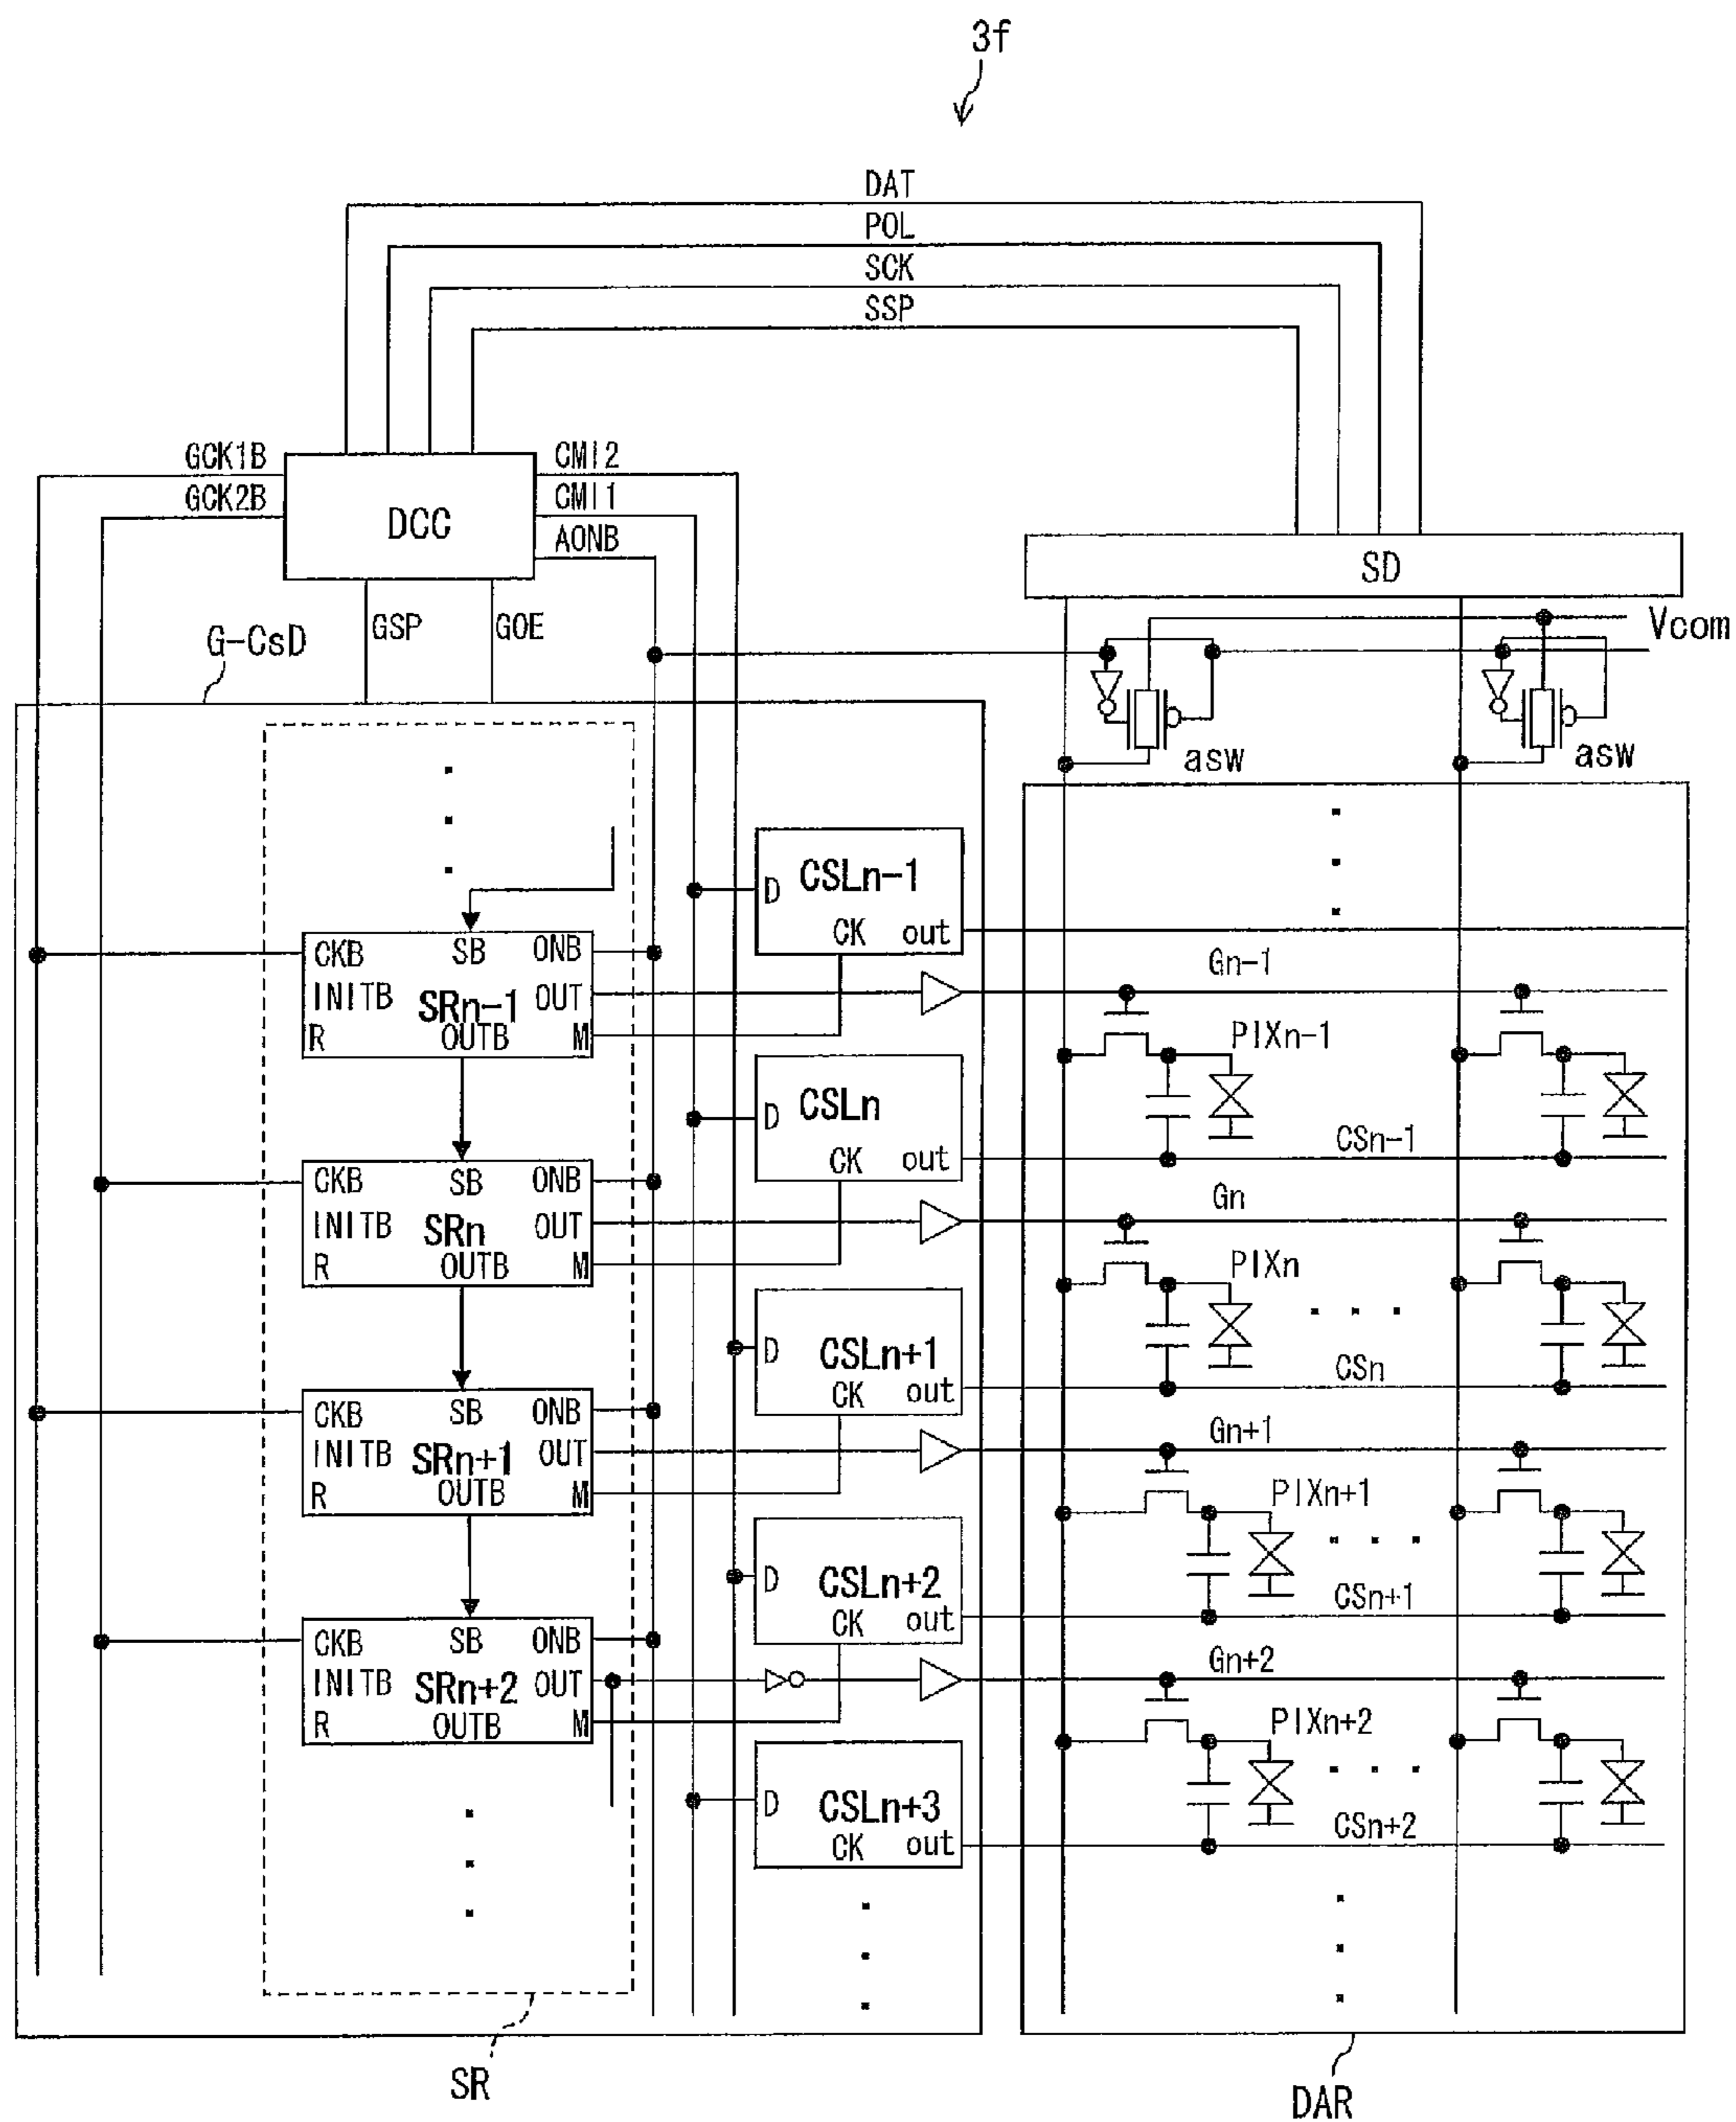 3f
DAT
POL
SCK
SSP
GCK1B
GCK2B
DCC
CMI2
CMI1
AONB
SD
GSP
GOE
G-CsD
Vcom
asw
asw
D
CSLn-1
CK
out
CKB
SB
ONB
INITB
SRn-1
OUT
R
OUTB
M
Gn-1
PIXn-1
D
CSLn
CK
out
CSn-1
CKB
SB
ONB
INITB
SRn
OUT
R
OUTB
M
Gn
PIXn
D
CSLn+1
CK
out
CSn
CKB
SB
ONB
INITB
SRn+1
OUT
R
OUTB
M
Gn+1
PIXn+1
D
CSLn+2
CK
out
CSn+1
CKB
SB
ONB
INITB
SRn+2
OUT
R
OUTB
M
Gn+2
PIXn+2
D
CSLn+3
CK
out
CSn+2
SR
DAR